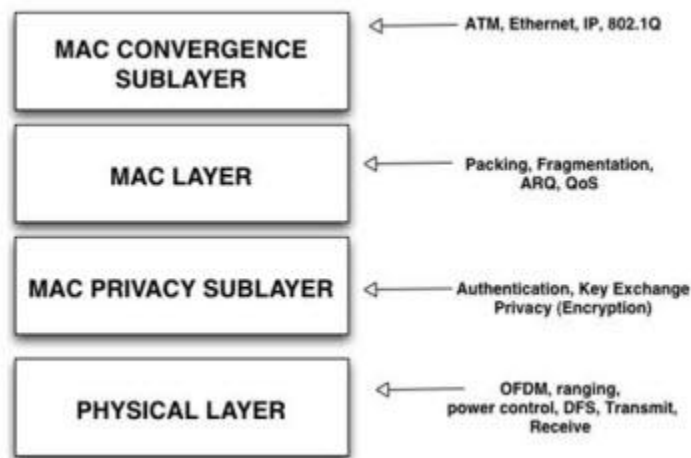 MAC CONVERGENCE
SUBLAYER
ATM, Ethernet, IP, 802.1Q
MAC LAYER
Packing, Fragmentation,
ARQ, QoS
MAC PRIVACY SUBLAYER
Authentication, Key Exchange
Privacy (Encryption)
PHYSICAL LAYER
OFDM, ranging,
power control, DFS, Transmit,
Receive